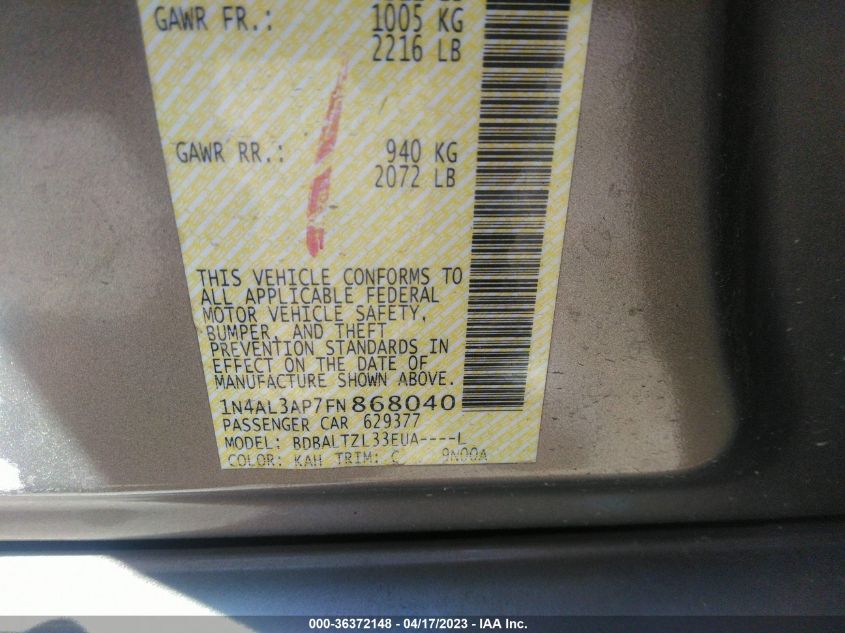 GAWR FR.: 1005 KG
2216 LB
GAWR RR.: 940 KG
2072 LB
THIS VEHICLE CONFORMS TO
ALL APPLICABLE FEDERAL
MOTOR VEHICLE SAFETY,
BUMPER, AND THEFT
PREVENTION STANDARDS IN
EFFECT ON THE DATE OF
MANUFACTURE SHOWN ABOVE.
1N4AL3AP7FN868040
PASSENGER CAR 629377
MODEL: BDBALTZL33EUA----L
COLOR: KAH TRIM: C 9N00A
000-36372148 - 04/17/2023 - IAA Inc.